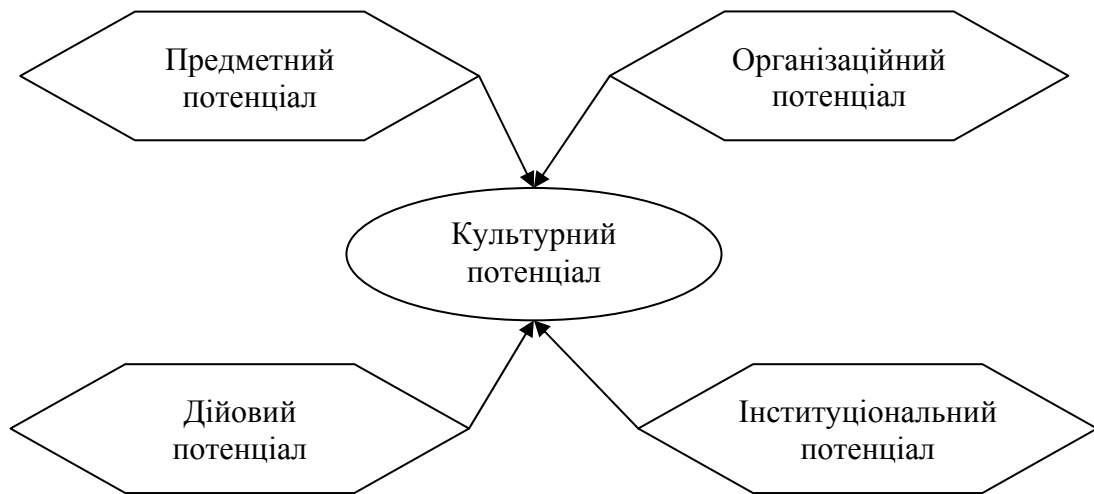 Предметний
потенціал
Організаційний
потенціал
Культурний
потенціал
Дійовий
потенціал
Інституціональний
потенціал